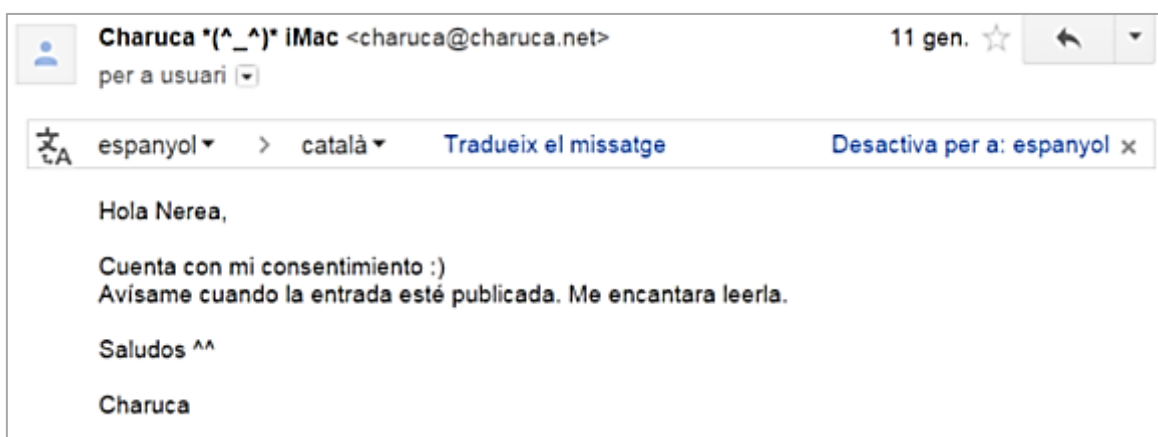 Charuca *(^_^)* iMac <charuca@charuca.net> 11 gen.
per a usuari
espanyol > català Tradueix el missatge Desactiva per a: espanyol ×
Hola Nerea,
Cuenta con mi consentimiento :)
Avísame cuando la entrada esté publicada. Me encantara leerla.
Saludos ^^
Charuca